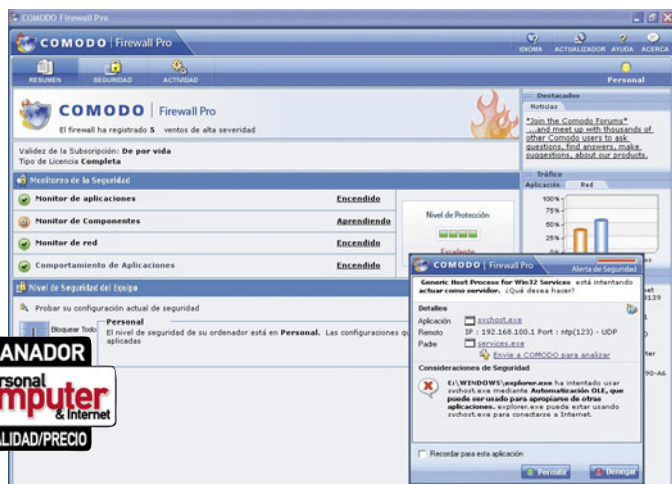 COMODO Firewall Pro
COMODO | Firewall Pro
IDIOMA ACTUALIZADOR AYUDA ACERCA
RESUMEN SEGURIDAD ACTIVIDAD
Personal
COMODO | Firewall Pro
El firewall ha registrado 5 ventos de alta severidad
Validez de la Subscripción: De por vida
Tipo de Licencia Completa
Monitoreo de la Seguridad
Monitor de aplicaciones Encendido
Monitor de Componentes Aprendiendo
Monitor de red Encendido
Comportamiento de Aplicaciones Encendido
Nivel de Protección
Excelente
Nivel de Seguridad del Equipo
Probar su configuración actual de seguridad
Bloquear Todo
Personal
El nivel de seguridad de su ordenador está en Personal. Las configuraciones
aplicadas
Destacados
Noticias
"Join the Comodo Forums"
...and meet up with thousands of
other Comodo users to ask
questions, find answers, make
suggestions, about our products.
Tráfico
Aplicación Red
100%
75%
50%
25%
0%
COMODO | Firewall Pro
Alerta de Seguridad
Generic Host Process for Win32 Services está intentando
actuar como servidor. ¿Qué desea hacer?
Detalles
Aplicación svchost.exe
Remoto IP : 192.168.100.1 Port : ntp(123) - UDP
Padre services.exe
Envíe a COMODO para analizar
Consideraciones de Seguridad
C:\WINDOWS\explorer.exe ha intentado usar
svchost.exe mediante Automatización OLE, que
puede ser usado para apropiarse de otras
aplicaciones. explorer.exe puede estar usando
svchost.exe para conectarse a Internet.
Recordar para esta aplicación
Permitir Denegar
ANADOR
rsonal
mputer
& Internet
ALIDAD/PRECIO